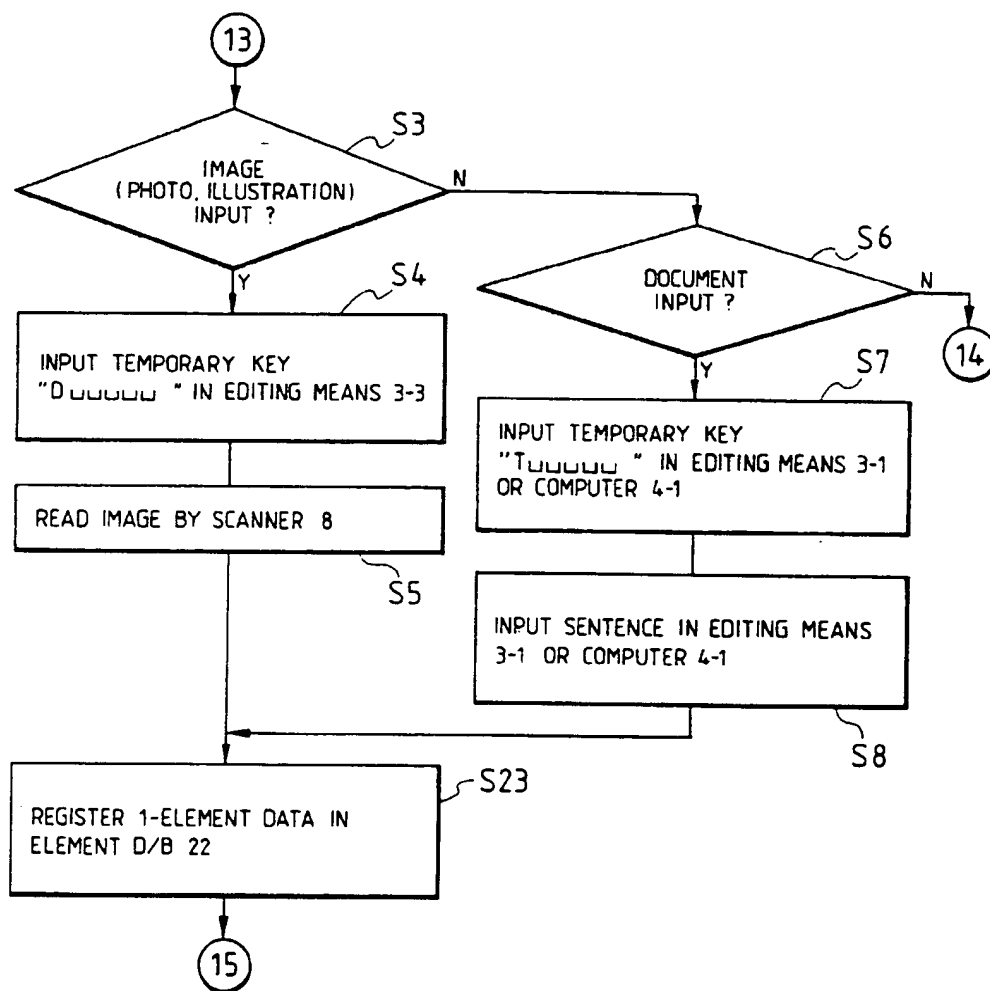 13
S3
IMAGE
(PHOTO, ILLUSTRATION)
INPUT ?
N
Y
S6
DOCUMENT
INPUT ?
N
14
Y
S4
INPUT TEMPORARY KEY
"D␣␣␣␣␣ " IN EDITING MEANS 3-3
S7
INPUT TEMPORARY KEY
"T␣␣␣␣␣ " IN EDITING MEANS 3-1
OR COMPUTER 4-1
READ IMAGE BY SCANNER 8
S5
INPUT SENTENCE IN EDITING MEANS
3-1 OR COMPUTER 4-1
S8
S23
REGISTER 1-ELEMENT DATA IN
ELEMENT D/B 22
15